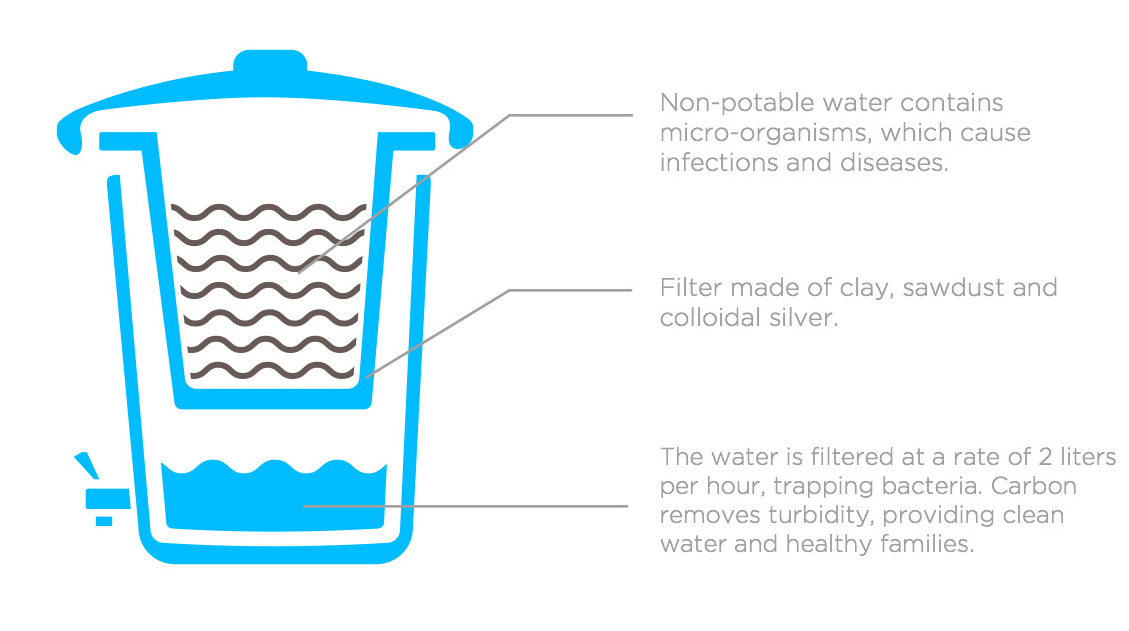 Non-potable water contains
micro-organisms, which cause
infections and diseases.
Filter made of clay, sawdust and
colloidal silver.
The water is filtered at a rate of 2 liters
per hour, trapping bacteria. Carbon
removes turbidity, providing clean
water and healthy families.